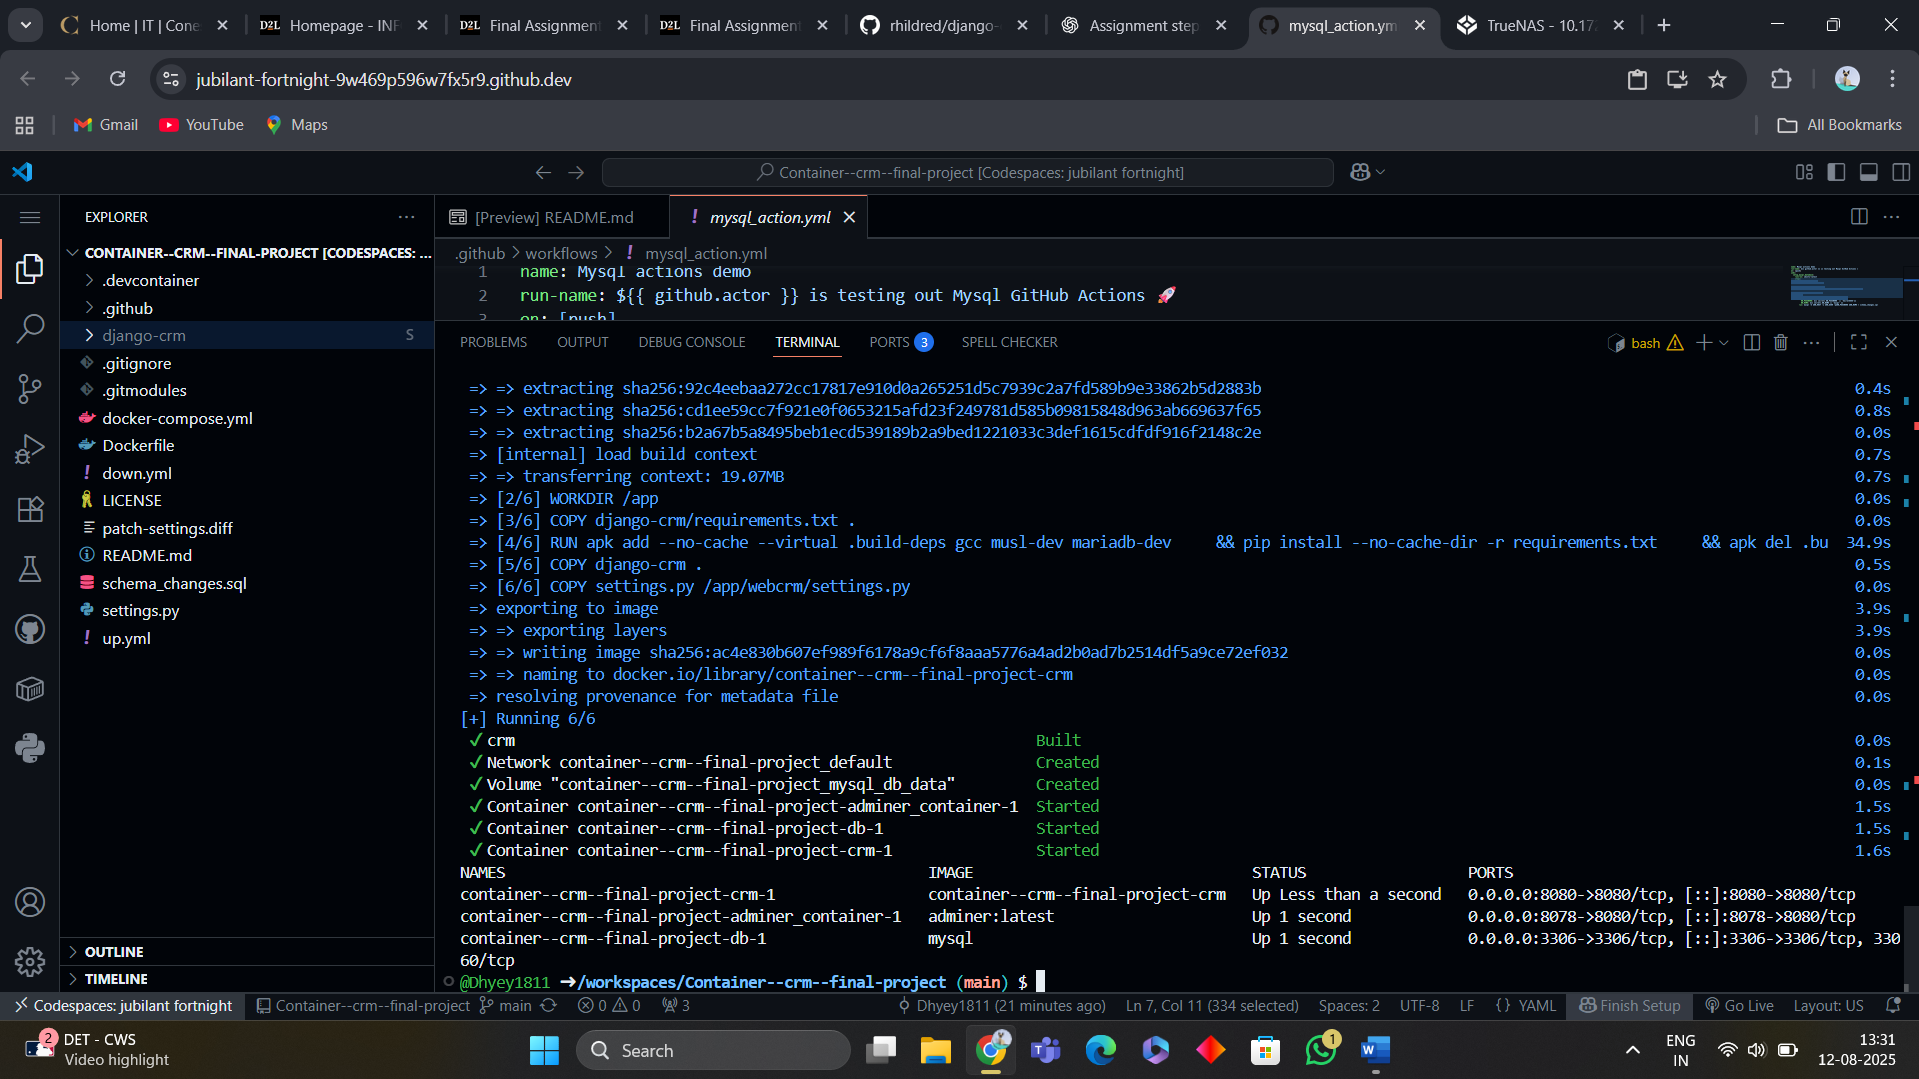 Home | IT | Cones
D2L Homepage - INF
D2L Final Assignment
D2L Final Assignment
rhildred/django-
Assignment step
mysql_action.ym
TrueNAS - 10.17
jubilant-fortnight-9w469p596w7fx5r9.github.dev
Gmail
YouTube
Maps
All Bookmarks
Container--crm--final-project [Codespaces: jubilant fortnight]
EXPLORER
CONTAINER--CRM--FINAL-PROJECT [CODESPACES: ...
.devcontainer
.github
django-crm S
.gitignore
.gitmodules
docker-compose.yml
Dockerfile
! down.yml
LICENSE
patch-settings.diff
README.md
schema_changes.sql
settings.py
! up.yml
OUTLINE
TIMELINE
[Preview] README.md
! mysql_action.yml
.github > workflows > ! mysql_action.yml
1 name: Mysql actions demo
2 run-name: ${{ github.actor }} is testing out Mysql GitHub Actions 🚀
3 on: [push]
PROBLEMS OUTPUT DEBUG CONSOLE TERMINAL PORTS 3 SPELL CHECKER
bash
=> => extracting sha256:92c4eebaa272cc17817e910d0a265251d5c7939c2a7fd589b9e33862b5d2883b 0.4s
=> => extracting sha256:cd1ee59cc7f921e0f0653215afd23f249781d585b09815848d963ab669637f65 0.8s
=> => extracting sha256:b2a67b5a8495beb1ecd539189b2a9bed1221033c3def1615cdfdf916f2148c2e 0.0s
=> [internal] load build context 0.7s
=> => transferring context: 19.07MB 0.7s
=> [2/6] WORKDIR /app 0.0s
=> [3/6] COPY django-crm/requirements.txt . 0.0s
=> [4/6] RUN apk add --no-cache --virtual .build-deps gcc musl-dev mariadb-dev && pip install --no-cache-dir -r requirements.txt && apk del .bu 34.9s
=> [5/6] COPY django-crm . 0.5s
=> [6/6] COPY settings.py /app/webcrm/settings.py 0.0s
=> exporting to image 3.9s
=> => exporting layers 3.9s
=> => writing image sha256:ac4e830b607ef989f6178a9cf6f8aaa5776a4ad2b0ad7b2514df5a9ce72ef032 0.0s
=> => naming to docker.io/library/container--crm--final-project-crm 0.0s
=> resolving provenance for metadata file 0.0s
[+] Running 6/6
✓ crm Built 0.0s
✓ Network container--crm--final-project_default Created 0.1s
✓ Volume "container--crm--final-project_mysql_db_data" Created 0.0s
✓ Container container--crm--final-project-adminer_container-1 Started 1.5s
✓ Container container--crm--final-project-db-1 Started 1.5s
✓ Container container--crm--final-project-crm-1 Started 1.6s
NAMES IMAGE STATUS PORTS
container--crm--final-project-crm-1 container--crm--final-project-crm Up Less than a second 0.0.0.0:8080->8080/tcp, [::]:8080->8080/tcp
container--crm--final-project-adminer_container-1 adminer:latest Up 1 second 0.0.0.0:8078->8080/tcp, [::]:8078->8080/tcp
container--crm--final-project-db-1 mysql Up 1 second 0.0.0.0:3306->3306/tcp, [::]:3306->3306/tcp, 330
60/tcp
@Dhyey1811 ➜/workspaces/Container--crm--final-project (main) $
Codespaces: jubilant fortnight Container--crm--final-project main 0 0 3 Dhyey1811 (21 minutes ago) Ln 7, Col 11 (334 selected) Spaces: 2 UTF-8 LF {} YAML Finish Setup Go Live Layout: US
2 DET - CWS
Video highlight
Search
1
ENG
IN
13:31
12-08-2025